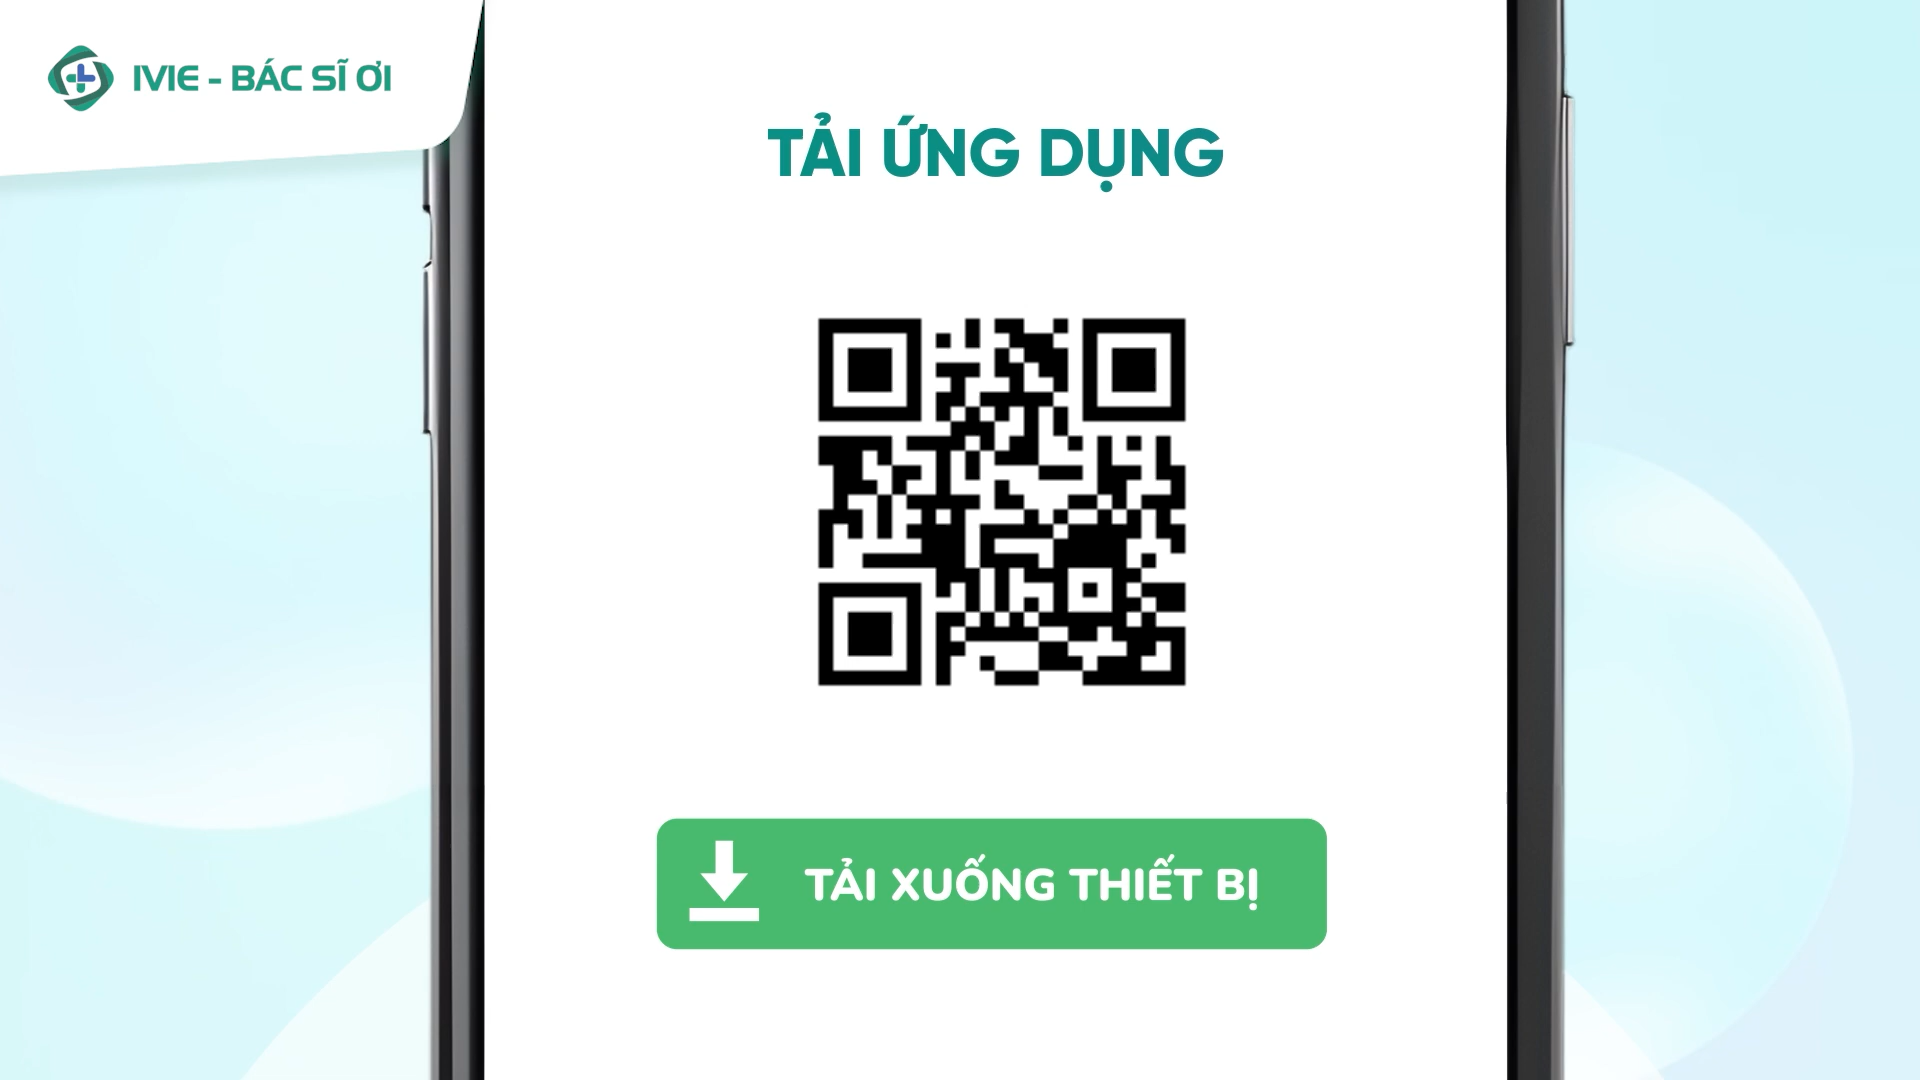 IVIE - BÁC SĨ ƠI
TẢI ỨNG DỤNG
TẢI XUỐNG THIẾT BỊ